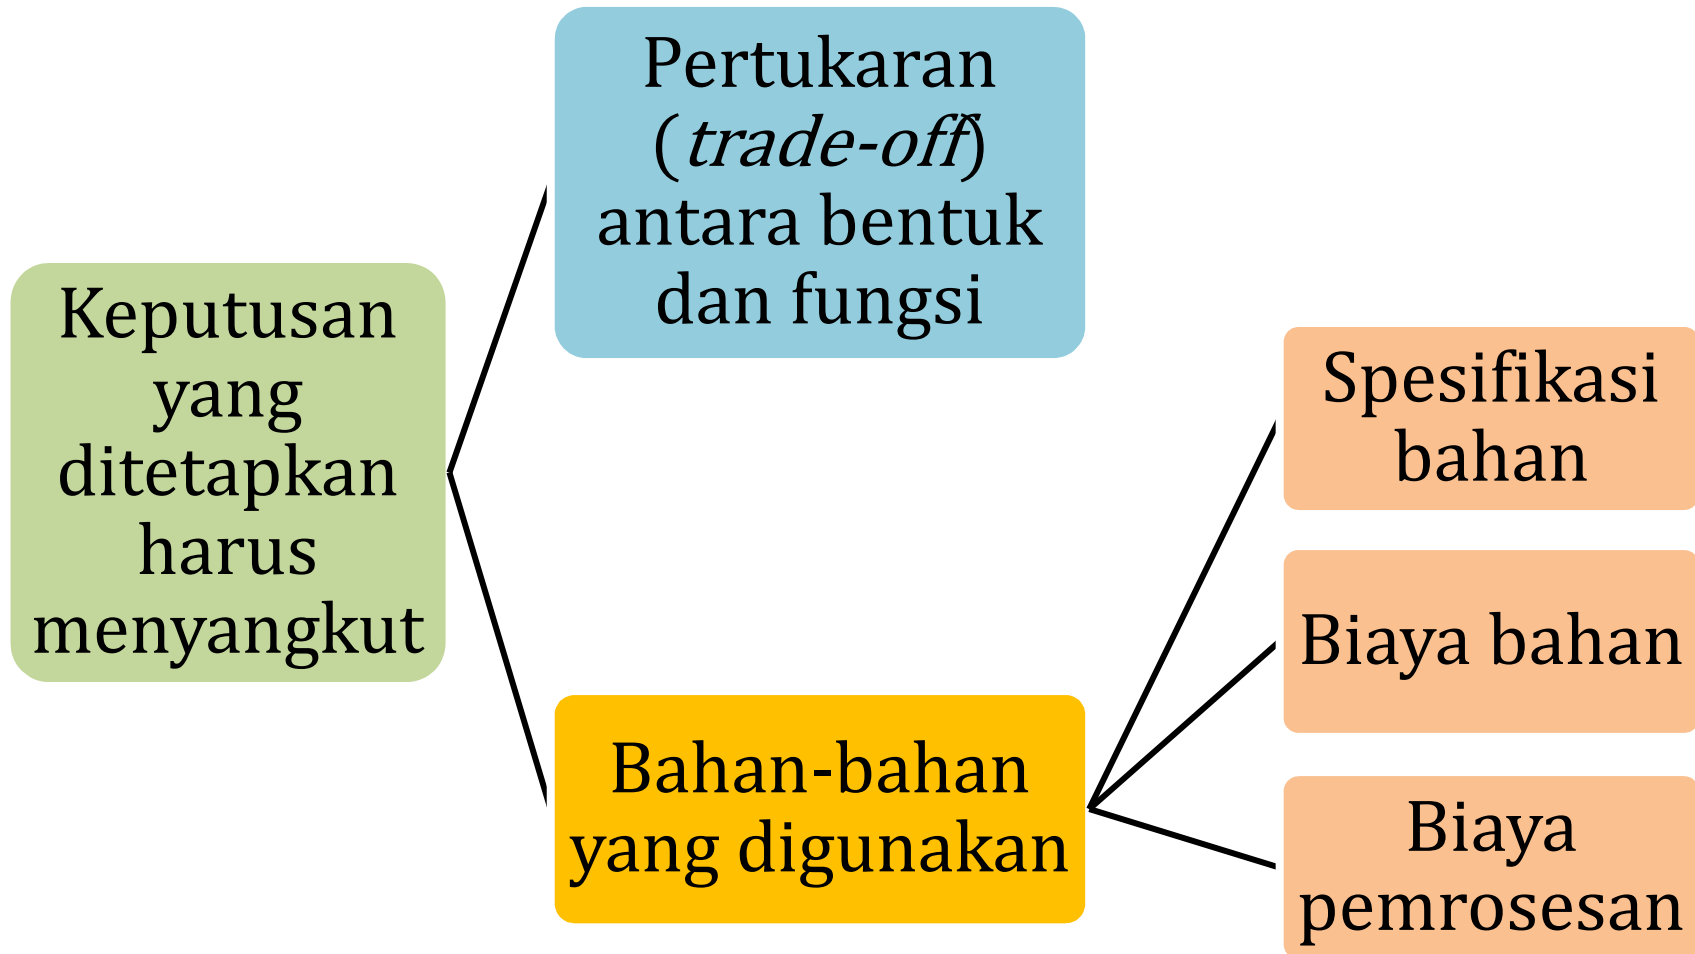 Keputusan
yang
ditetapkan
harus
menyangkut
Pertukaran
(trade-off)
antara bentuk
dan fungsi
Bahan-bahan
yang digunakan
Spesifikasi
bahan
Biaya bahan
Biaya
pemrosesan